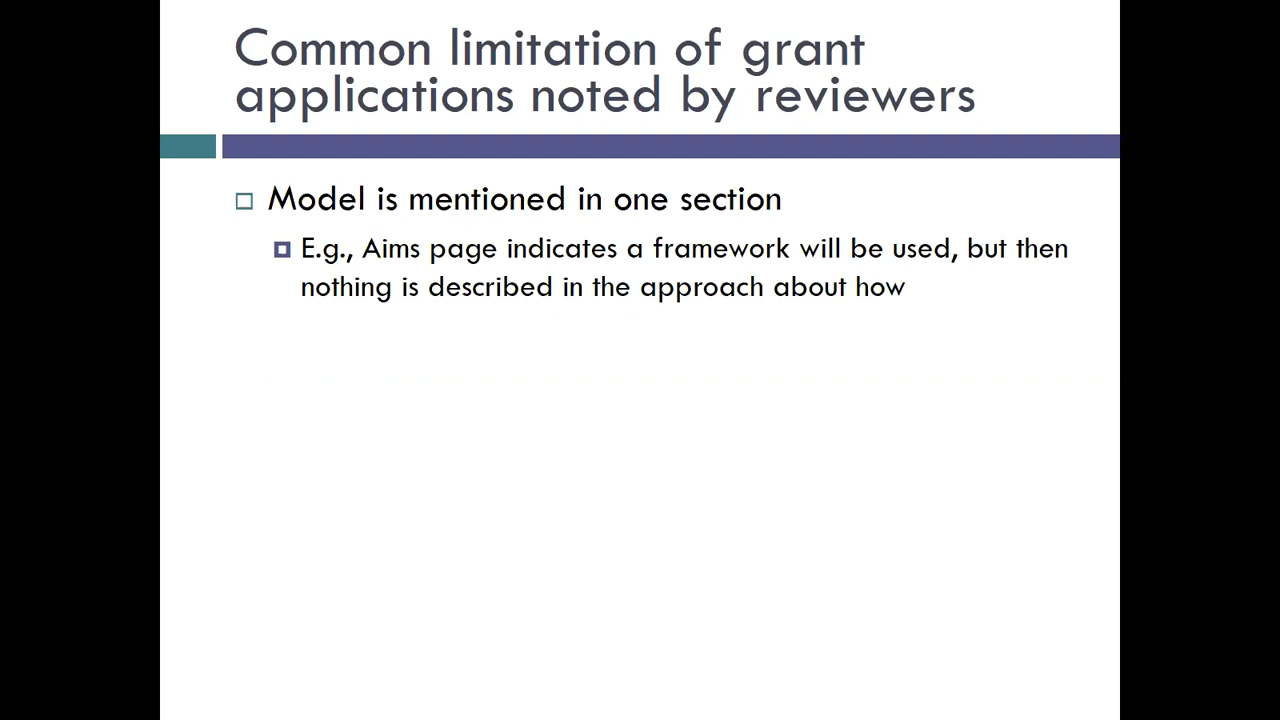 Common limitation of grant
applications noted by reviewers
Model is mentioned in one section
E.g., Aims page indicates a framework will be used, but then
nothing is described in the approach about how